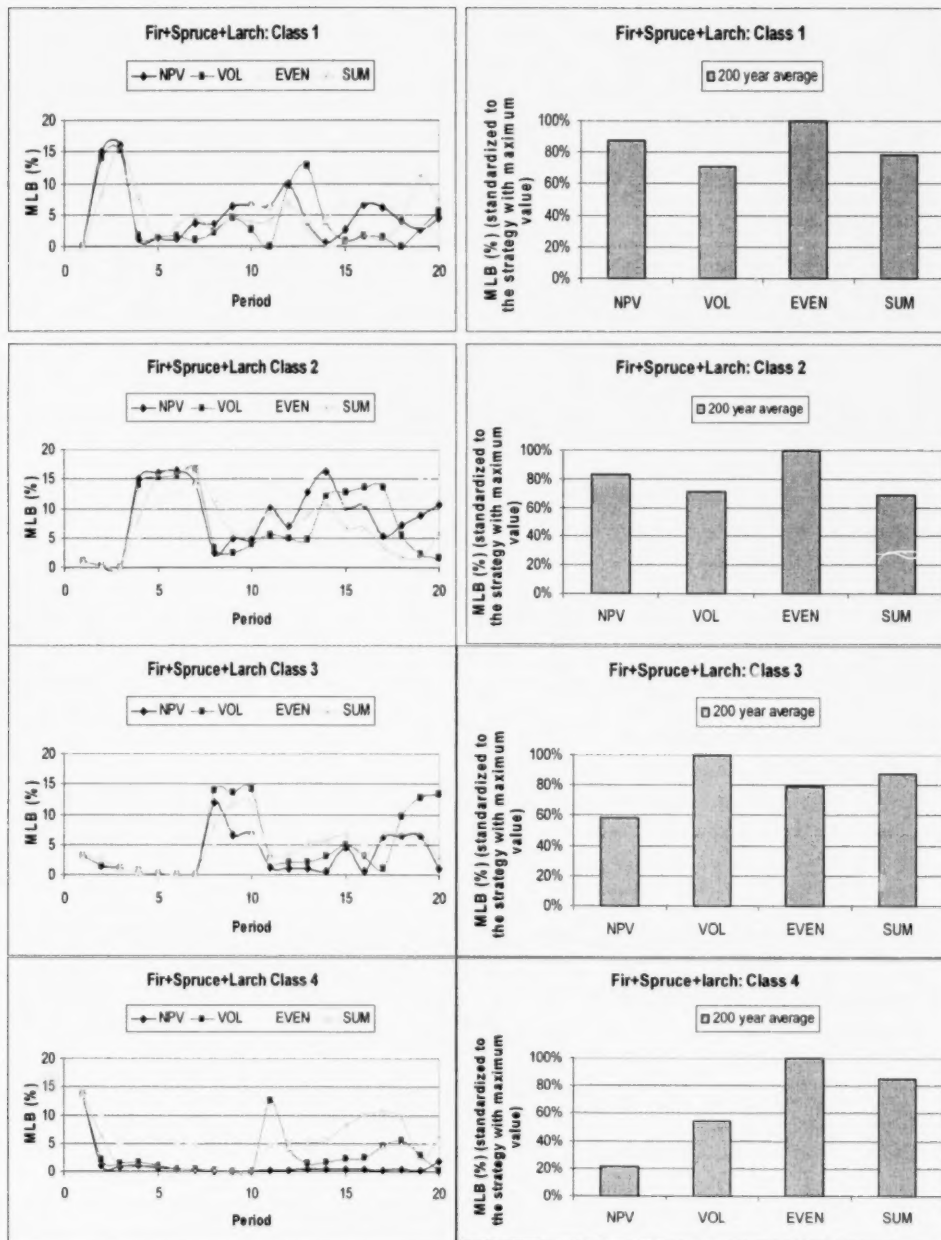 Fir+Spruce+Larch: Class 1
NPV VOL EVEN SUM
MLB (%)
20
15
10
5
0
0 5 10 15 20
Period
Fir+Spruce+Larch: Class 1
200 year average
MLB (%) (standardized to the strategy with maximum value)
100%
80%
60%
40%
20%
0%
NPV VOL EVEN SUM
Fir+Spruce+Larch Class 2
NPV VOL EVEN SUM
MLB (%)
20
15
10
5
0
0 5 10 15 20
Period
Fir+Spruce+Larch: Class 2
200 year average
MLB (%) (standardized to the strategy with maximum value)
100%
80%
60%
40%
20%
0%
NPV VOL EVEN SUM
Fir+Spruce+Larch Class 3
NPV VOL EVEN SUM
MLB (%)
20
15
10
5
0
0 5 10 15 20
Period
Fir+Spruce+Larch: Class 3
200 year average
MLB (%) (standardized to the strategy with maximum value)
100%
80%
60%
40%
20%
0%
NPV VOL EVEN SUM
Fir+Spruce+Larch Class 4
NPV VOL EVEN SUM
MLB (%)
20
15
10
5
0
0 5 10 15 20
Period
Fir+Spruce+larch: Class 4
200 year average
MLB (%) (standardized to the strategy with maximum value)
100%
80%
60%
40%
20%
0%
NPV VOL EVEN SUM